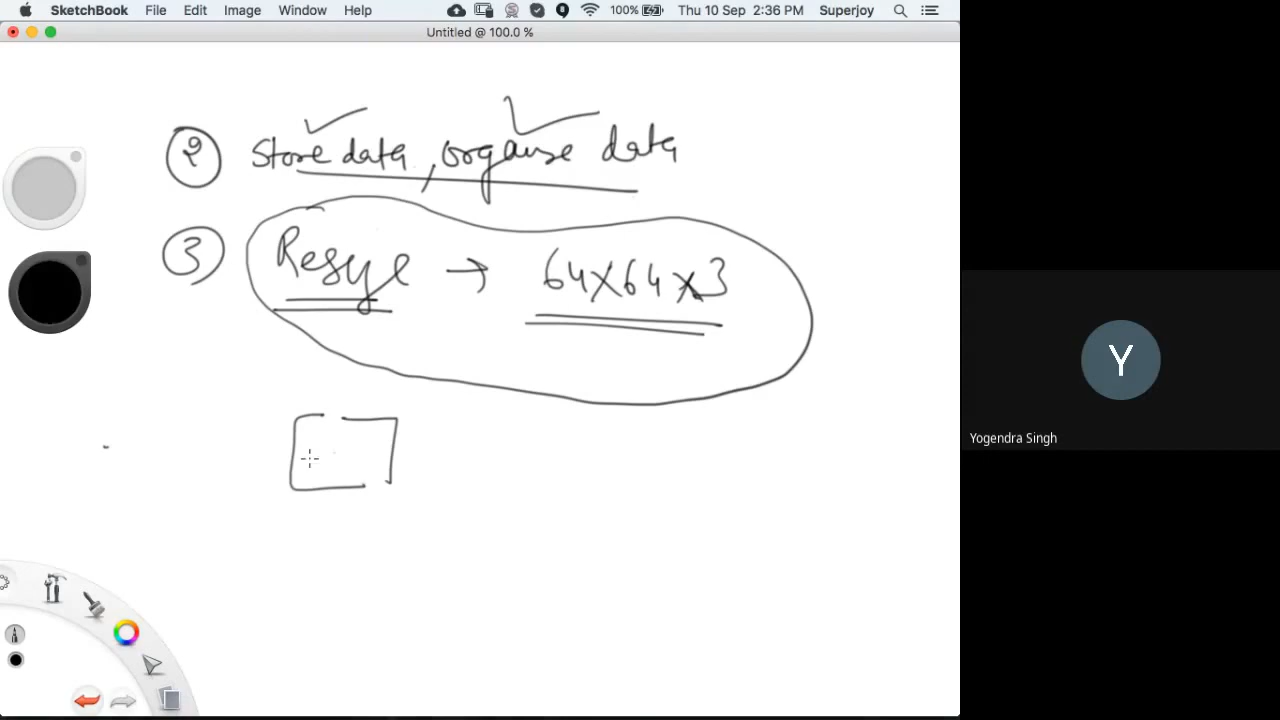 SketchBook File Edit Image Window Help 100% Thu 10 Sep 2:36 PM Superjoy
Untitled @ 100.0 %
2 Store data, organise data
3 Resize → 64x64x3
Y
Yogendra Singh